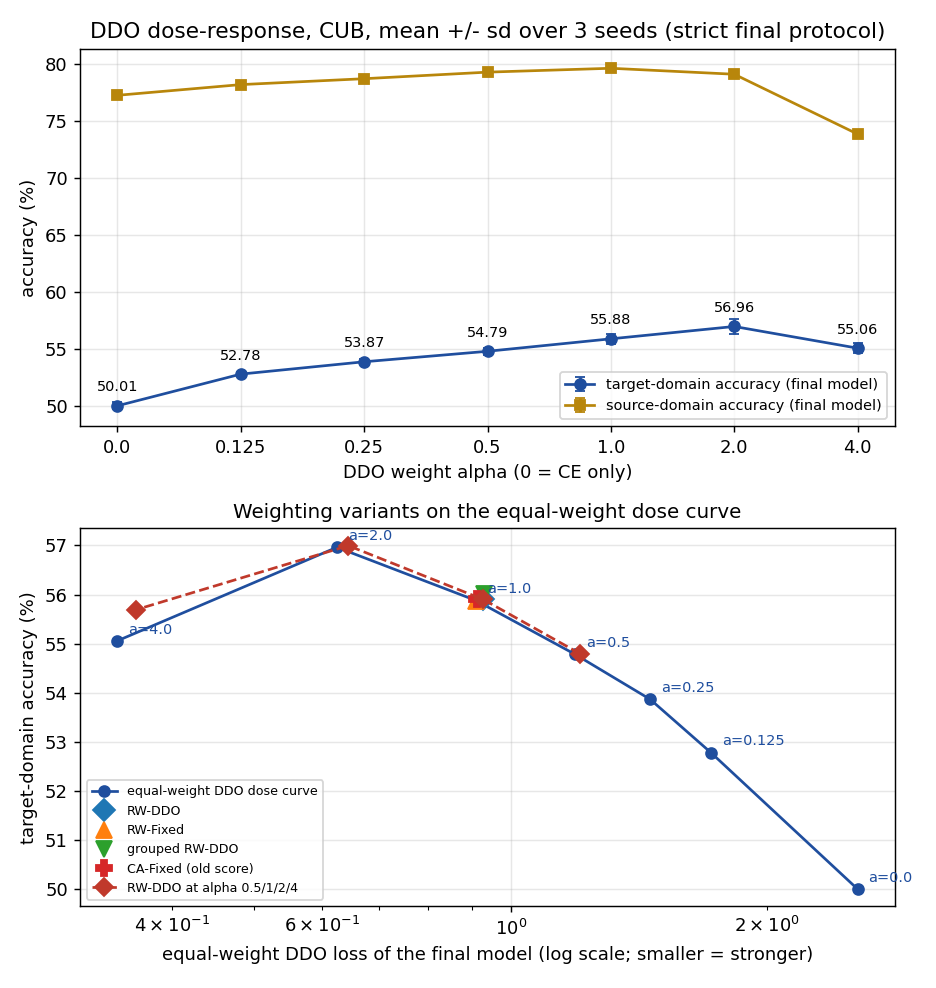 DDO dose-response, CUB, mean +/- sd over 3 seeds (strict final protocol)
accuracy (%)
80
75
70
65
60
55
50
50.01
52.78
53.87
54.79
55.88
56.96
55.06
target-domain accuracy (final model)
source-domain accuracy (final model)
0.0 0.125 0.25 0.5 1.0 2.0 4.0
DDO weight alpha (0 = CE only)
Weighting variants on the equal-weight dose curve
target-domain accuracy (%)
57
56
55
54
53
52
51
50
a=2.0
a=1.0
a=4.0
a=0.5
a=0.25
a=0.125
a=0.0
equal-weight DDO dose curve
RW-DDO
RW-Fixed
grouped RW-DDO
CA-Fixed (old score)
RW-DDO at alpha 0.5/1/2/4
4 × 10⁻¹ 6 × 10⁻¹ 10⁰ 2 × 10⁰
equal-weight DDO loss of the final model (log scale; smaller = stronger)